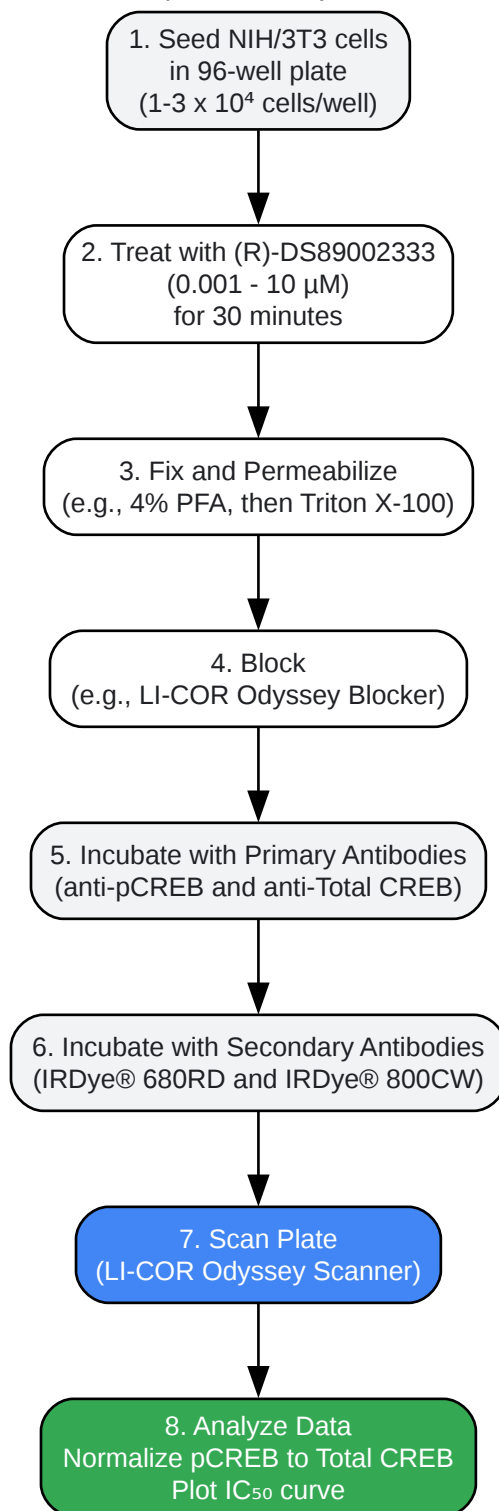 1. Seed NIH/3T3 cells
in 96-well plate
(1-3 x 10⁴ cells/well)
2. Treat with (R)-DS89002333
(0.001 - 10 µM)
for 30 minutes
3. Fix and Permeabilize
(e.g., 4% PFA, then Triton X-100)
4. Block
(e.g., LI-COR Odyssey Blocker)
5. Incubate with Primary Antibodies
(anti-pCREB and anti-Total CREB)
6. Incubate with Secondary Antibodies
(IRDye® 680RD and IRDye® 800CW)
7. Scan Plate
(LI-COR Odyssey Scanner)
8. Analyze Data
Normalize pCREB to Total CREB
Plot IC₅₀ curve